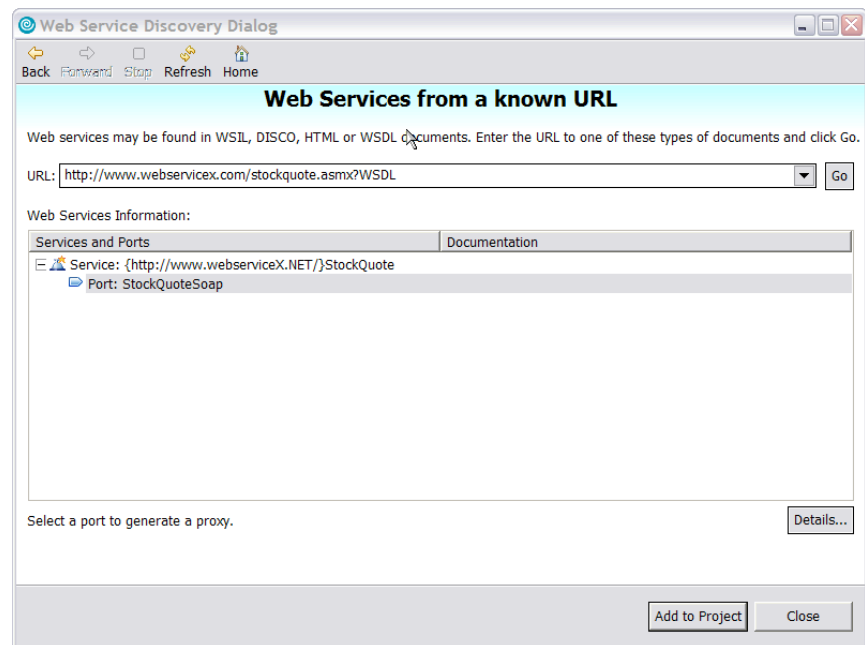 Web Service Discovery Dialog
Back Forward Stop Refresh Home
Web Services from a known URL
Web services may be found in WSIL, DISCO, HTML or WSDL documents. Enter the URL to one of these types of documents and click Go.
URL: http://www.webservicex.com/stockquote.asmx?WSDL Go
Web Services Information:
Services and Ports Documentation
Service: {http://www.webserviceX.NET/}StockQuote
Port: StockQuoteSoap
Select a port to generate a proxy. Details...
Add to Project Close